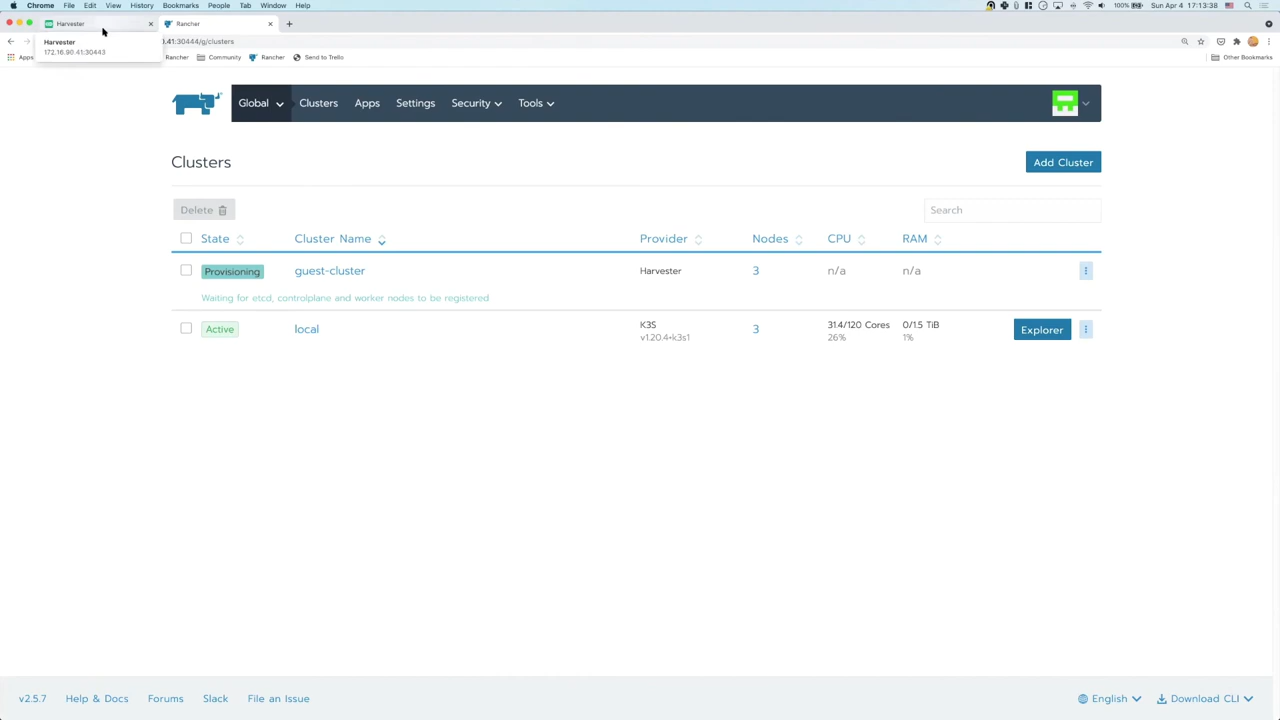 Chrome File Edit View History Bookmarks People Tab Window Help 100% Sun Apr 4 17:13:38
Harvester Rancher
.41:30444/g/clusters
Harvester
172.16.90.41:30443
Apps Rancher Community Rancher Send to Trello Other Bookmarks
Global Clusters Apps Settings Security Tools
Clusters
Add Cluster
Delete Search
State Cluster Name Provider Nodes CPU RAM
Provisioning guest-cluster Harvester 3 n/a n/a
Waiting for etcd, controlplane and worker nodes to be registered
Active local K3S 3 31.4/120 Cores 0/1.5 TiB Explorer
v1.20.4+k3s1 26% 1%
v2.5.7 Help & Docs Forums Slack File an Issue English Download CLI